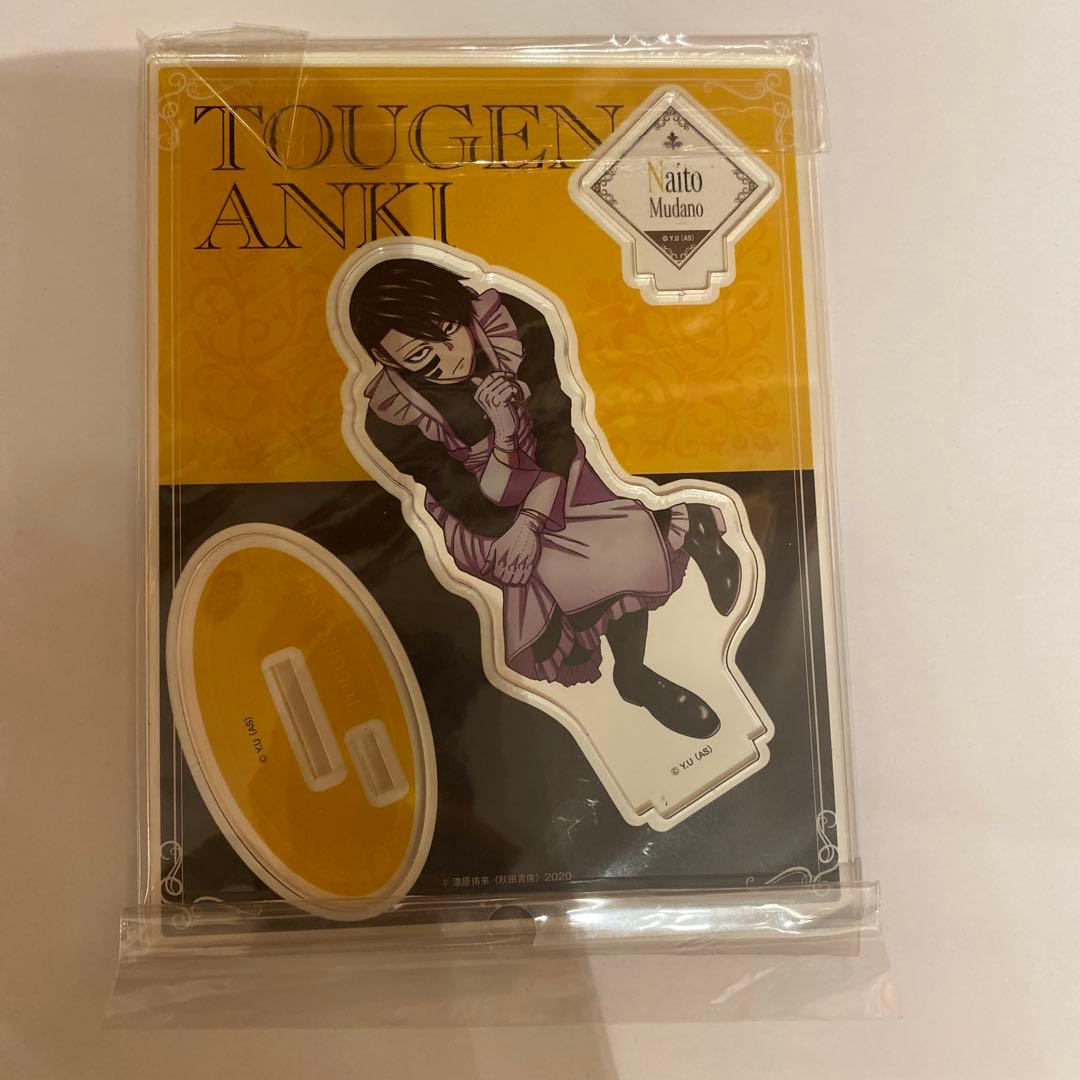 TOUGEN
ANKI
Naito
Mudano
© Y.U (AS)
© Y.U (AS)
© Y.U (AS)
© 漆原侑来（秋田書店）2020